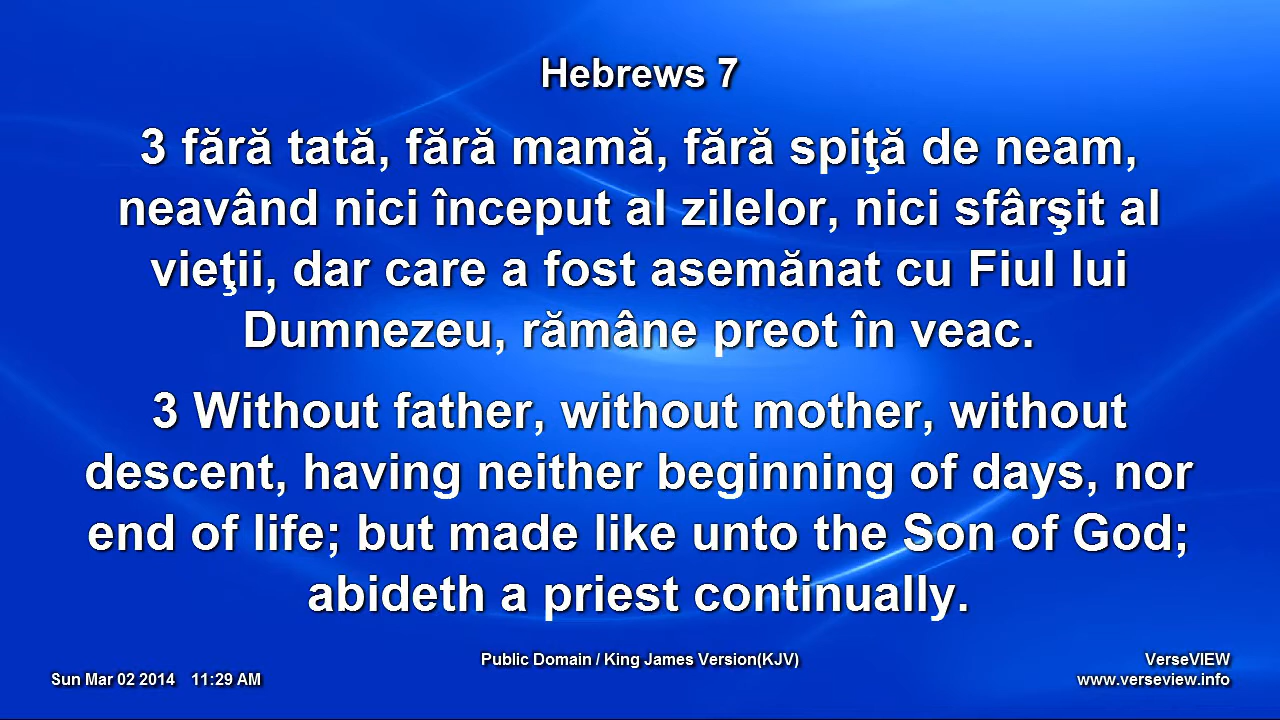 Hebrews 7
3 fără tată, fără mamă, fără spiţă de neam,
neavând nici început al zilelor, nici sfârşit al
vieţii, dar care a fost asemănat cu Fiul lui
Dumnezeu, rămâne preot în veac.
3 Without father, without mother, without
descent, having neither beginning of days, nor
end of life; but made like unto the Son of God;
abideth a priest continually.
Public Domain / King James Version(KJV)
VerseVIEW
Sun Mar 02 2014 11:29 AM
www.verseview.info